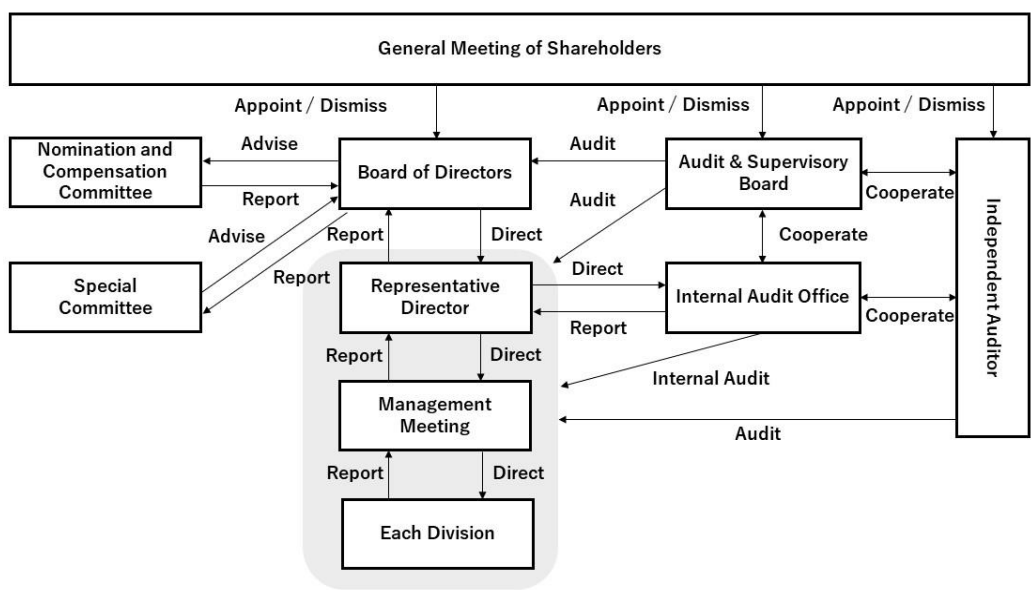 General Meeting of Shareholders
Appoint / Dismiss
Appoint / Dismiss
Appoint / Dismiss
Nomination and
Compensation
Committee
Advise
Report
Board of Directors
Audit
Audit & Supervisory
Board
Cooperate
Independent Auditor
Advise
Report
Report
Direct
Audit
Cooperate
Special
Committee
Representative
Director
Direct
Report
Internal Audit Office
Cooperate
Report
Direct
Internal Audit
Management
Meeting
Audit
Report
Direct
Each Division